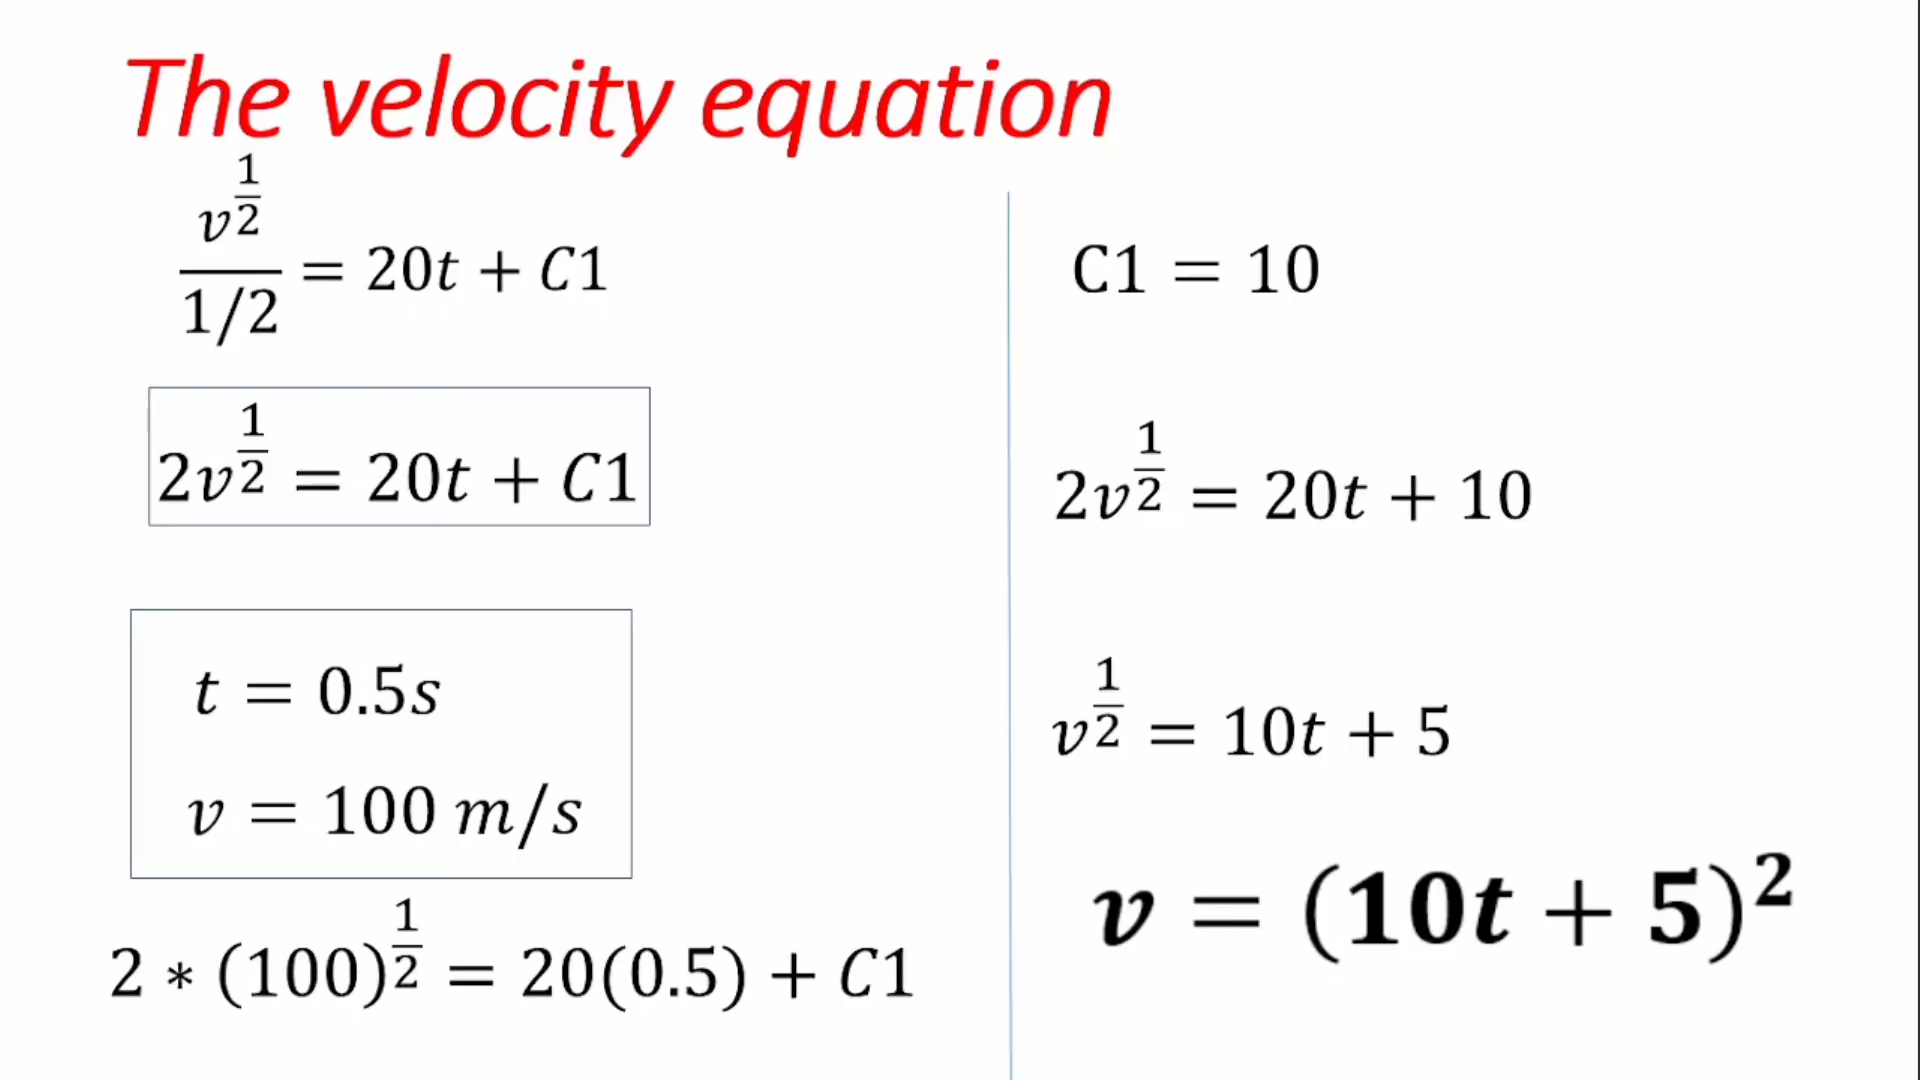 The velocity equation
v^(1/2) / (1/2) = 20t + C1
2v^(1/2) = 20t + C1
t = 0.5s
v = 100 m/s
2 * (100)^(1/2) = 20(0.5) + C1
C1 = 10
2v^(1/2) = 20t + 10
v^(1/2) = 10t + 5
v = (10t + 5)²